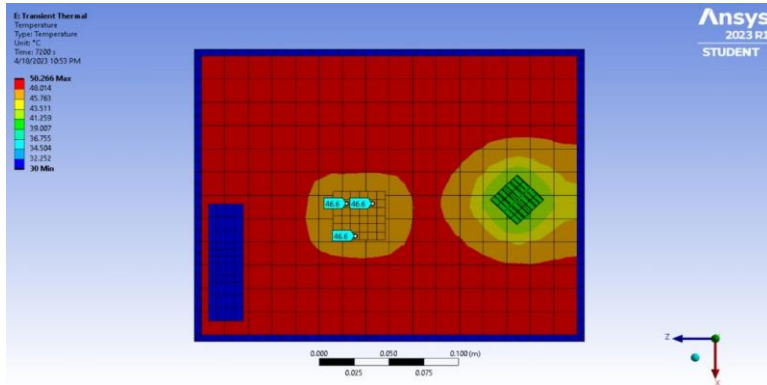 E: Transient Thermal
Temperature
Type: Temperature
Unit: °C
Time: 7200 s
4/18/2023 10:53 PM
50.266 Max
48.014
45.763
43.511
41.259
39.007
36.755
34.504
32.252
30 Min
Ansys
2023 R1
STUDENT
46.6
46.6
46.6
0.000
0.050
0.100 (m)
0.025
0.075
Z
X